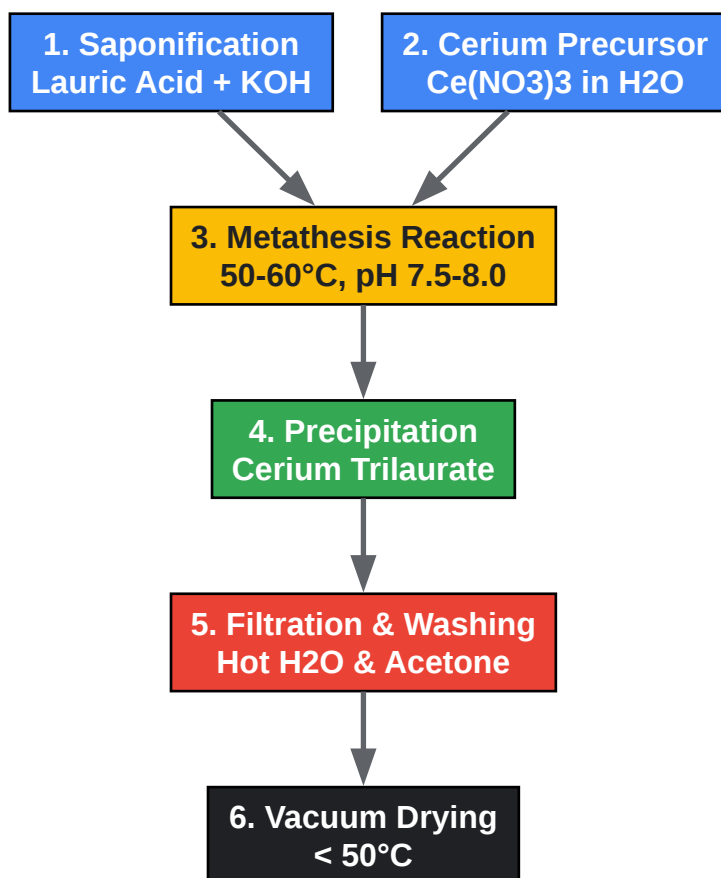 1. Saponification
Lauric Acid + KOH
2. Cerium Precursor
Ce(NO3)3 in H2O
3. Metathesis Reaction
50-60°C, pH 7.5-8.0
4. Precipitation
Cerium Trilaurate
5. Filtration & Washing
Hot H2O & Acetone
6. Vacuum Drying
< 50°C